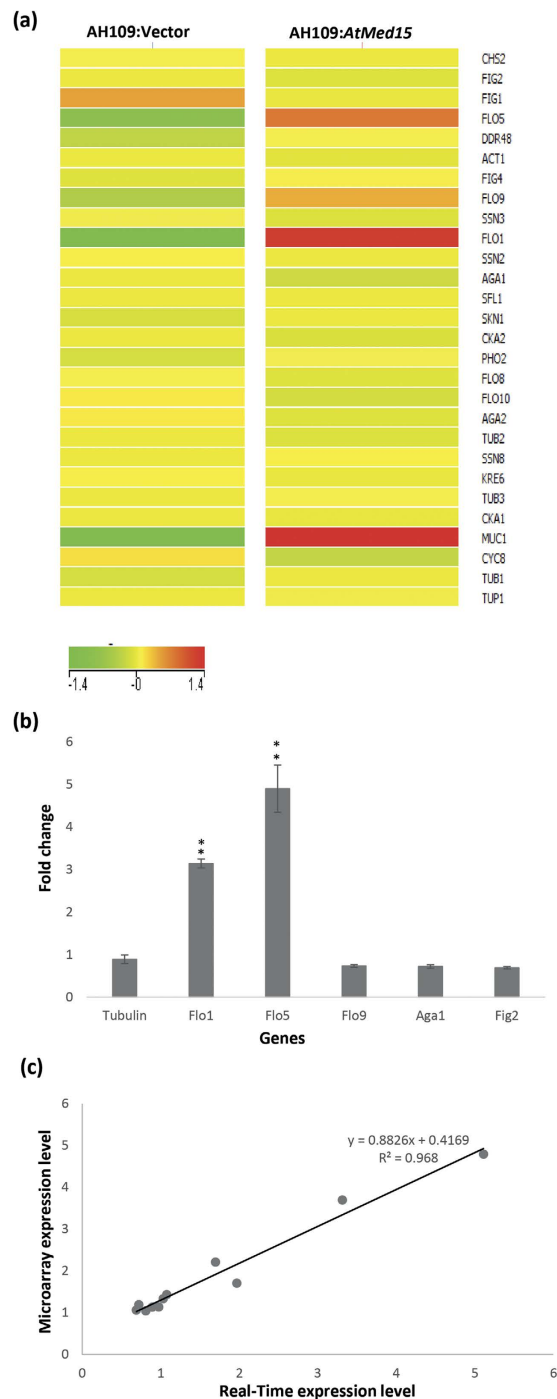 (a)
AH109:Vector
AH109:AtMed15
CHS2
FIG2
FIG1
FLO5
DDR48
ACT1
FIG4
FLO9
SSN3
FLO1
SSN2
AGA1
SFL1
SKN1
CKA2
PHO2
FLO8
FLO10
AGA2
TUB2
SSN8
KRE6
TUB3
CKA1
MUC1
CYC8
TUB1
TUP1
-1.4 -0 1.4
(b)
Fold change
6
5
4
3
2
1
0
**
**
Tubulin Flo1 Flo5 Flo9 Aga1 Fig2
Genes
(c)
Microarray expression level
6
5
4
3
2
1
0
y = 0.8826x + 0.4169
R² = 0.968
0 1 2 3 4 5 6
Real-Time expression level